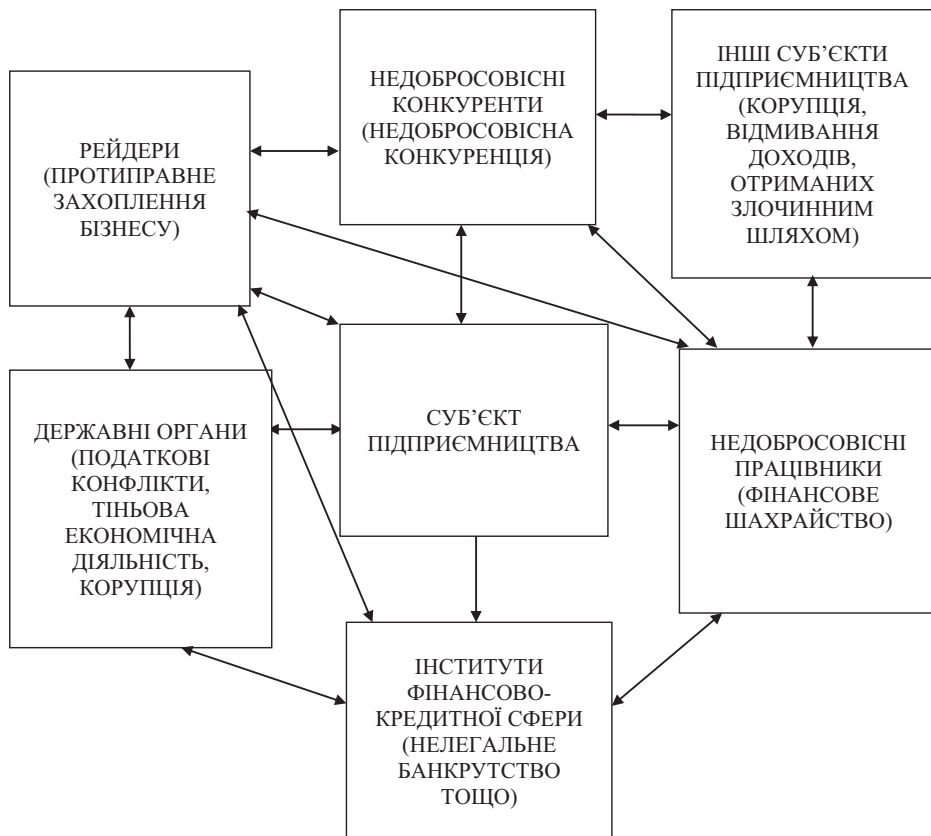 РЕЙДЕРИ
(ПРОТИПРАВНЕ
ЗАХОПЛЕННЯ
БІЗНЕСУ)
НЕДОБРОСОВІСНІ
КОНКУРЕНТИ
(НЕДОБРОСОВІСНА
КОНКУРЕНЦІЯ)
ІНШІ СУБ’ЄКТИ
ПІДПРИЄМНИЦТВА
(КОРУПЦІЯ,
ВІДМИВАННЯ
ДОХОДІВ,
ОТРИМАНИХ
ЗЛОЧИННИМ
ШЛЯХОМ)
ДЕРЖАВНІ ОРГАНИ
(ПОДАТКОВІ
КОНФЛІКТИ,
ТІНЬОВА
ЕКОНОМІЧНА
ДІЯЛЬНІСТЬ,
КОРУПЦІЯ)
СУБ’ЄКТ
ПІДПРИЄМНИЦТВА
НЕДОБРОСОВІСНІ
ПРАЦІВНИКИ
(ФІНАНСОВЕ
ШАХРАЙСТВО)
ІНСТИТУТИ
ФІНАНСОВО-
КРЕДИТНОЇ СФЕРИ
(НЕЛЕГАЛЬНЕ
БАНКРУТСТВО
ТОЩО)